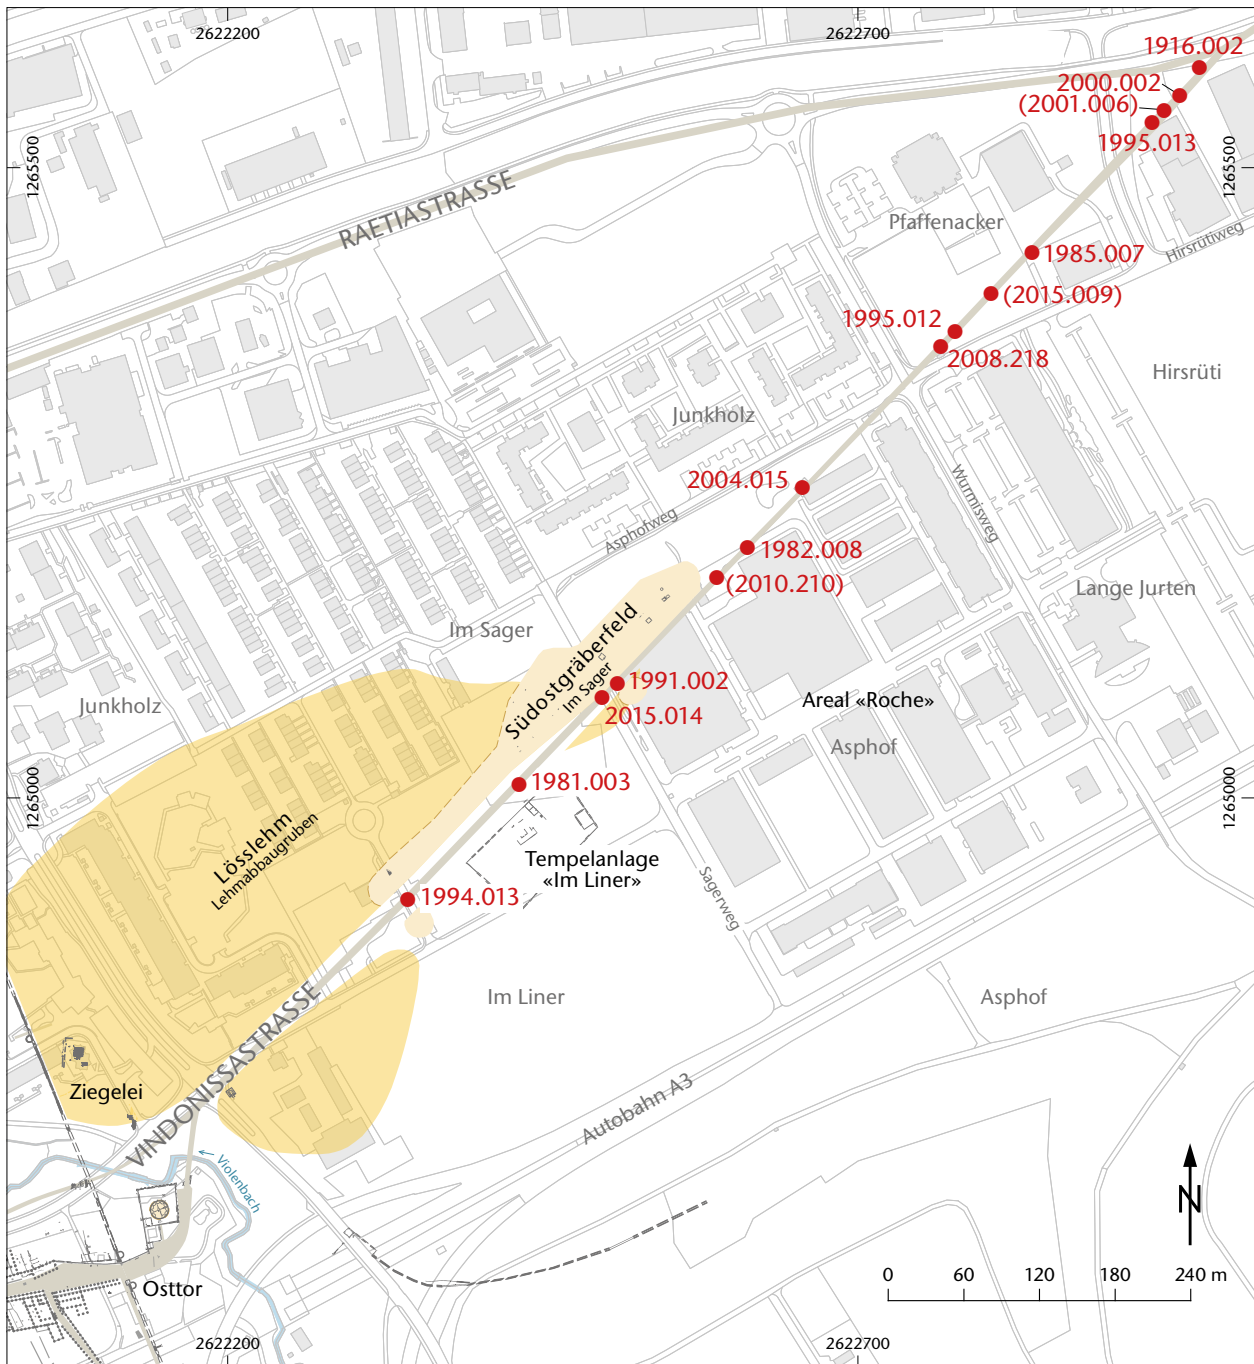 2622200
2622700
1916.002
2000.002
(2001.006)
1995.013
1265500
1265500
RAETIASTRASSE
Pfaffenacker
Hirsrütiweg
1985.007
(2015.009)
1995.012
2008.218
Hirsrüti
Junkholz
2004.015
Wurmisweg
Asphofweg
1982.008
(2010.210)
Lange Jurten
Im Sager
Südostgräberfeld
Im Sager
1991.002
2015.014
Junkholz
Areal «Roche»
Asphof
1981.003
1265000
1265000
Lösslehm
Lehmabbaugruben
Tempelanlage
«Im Liner»
1994.013
Sagerweg
Im Liner
Asphof
VINDONISSASTRASSE
Ziegelei
Autobahn A3
Violenbach
N
Osttor
0 60 120 180 240 m
2622200
2622700